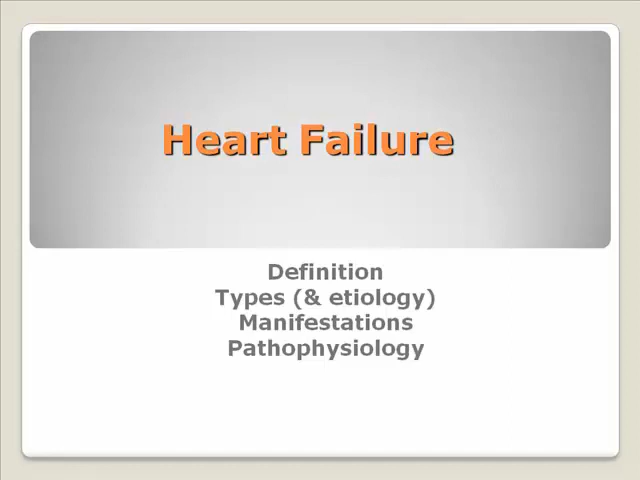 Heart Failure
Definition
Types (& etiology)
Manifestations
Pathophysiology